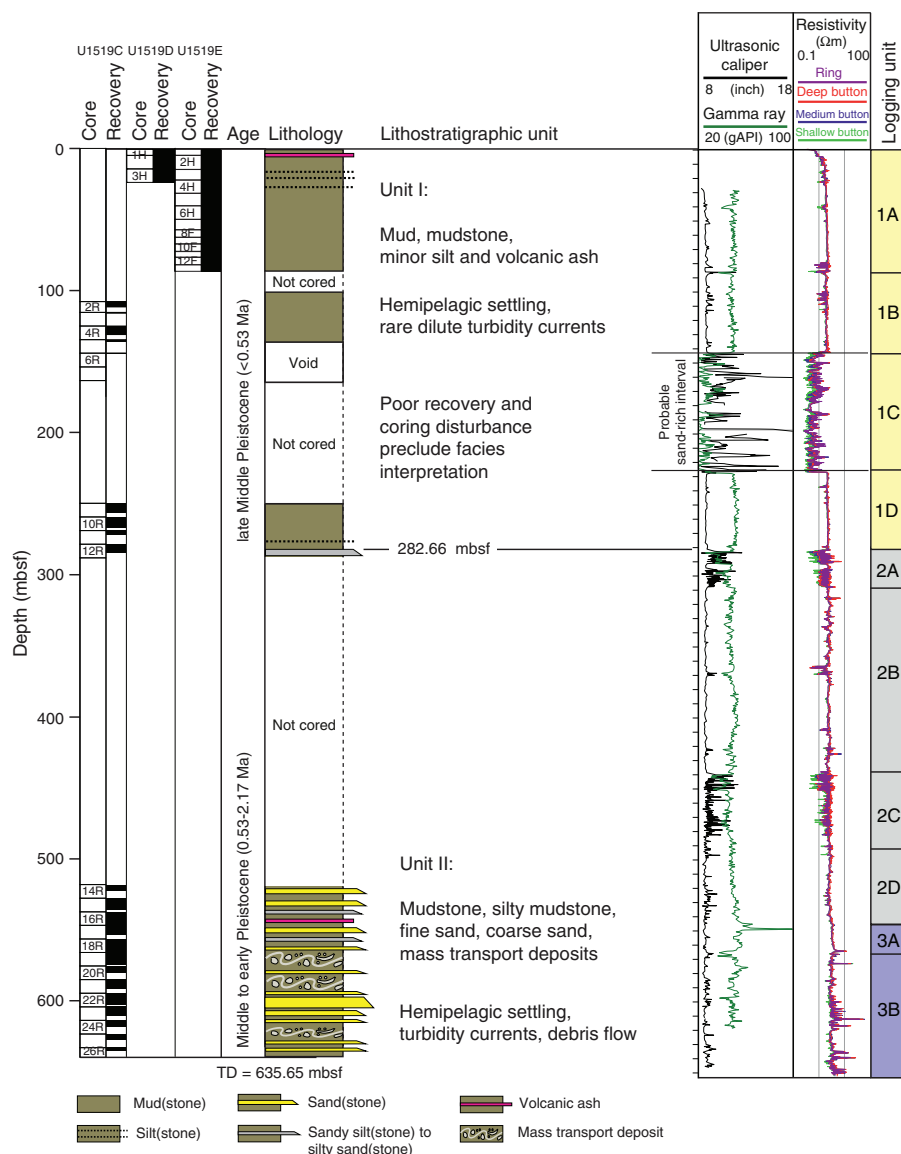 U1519C U1519D U1519E
Core
Recovery
Core
Recovery
Core
Recovery
Age
Lithology
Lithostratigraphic unit
Ultrasonic
caliper
8 (inch) 18
Gamma ray
20 (gAPI) 100
Resistivity
(Ωm)
0.1 100
Ring
Deep button
Medium button
Shallow button
Logging unit
Depth (mbsf)
0
100
200
300
400
500
600
1H
3H
2H
4H
6H
8F
10F
12F
2R
4R
6R
10R
12R
14R
16R
18R
20R
22R
24R
26R
late Middle Pleistocene (<0.53 Ma)
Middle to early Pleistocene (0.53-2.17 Ma)
Not cored
Void
Not cored
Not cored
Unit I:
Mud, mudstone,
minor silt and volcanic ash
Hemipelagic settling,
rare dilute turbidity currents
Poor recovery and
coring disturbance
preclude facies
interpretation
282.66 mbsf
Unit II:
Mudstone, silty mudstone,
fine sand, coarse sand,
mass transport deposits
Hemipelagic settling,
turbidity currents, debris flow
Probable
sand-rich interval
1A
1B
1C
1D
2A
2B
2C
2D
3A
3B
TD = 635.65 mbsf
Mud(stone)
Sand(stone)
Volcanic ash
Silt(stone)
Sandy silt(stone) to
silty sand(stone)
Mass transport deposit